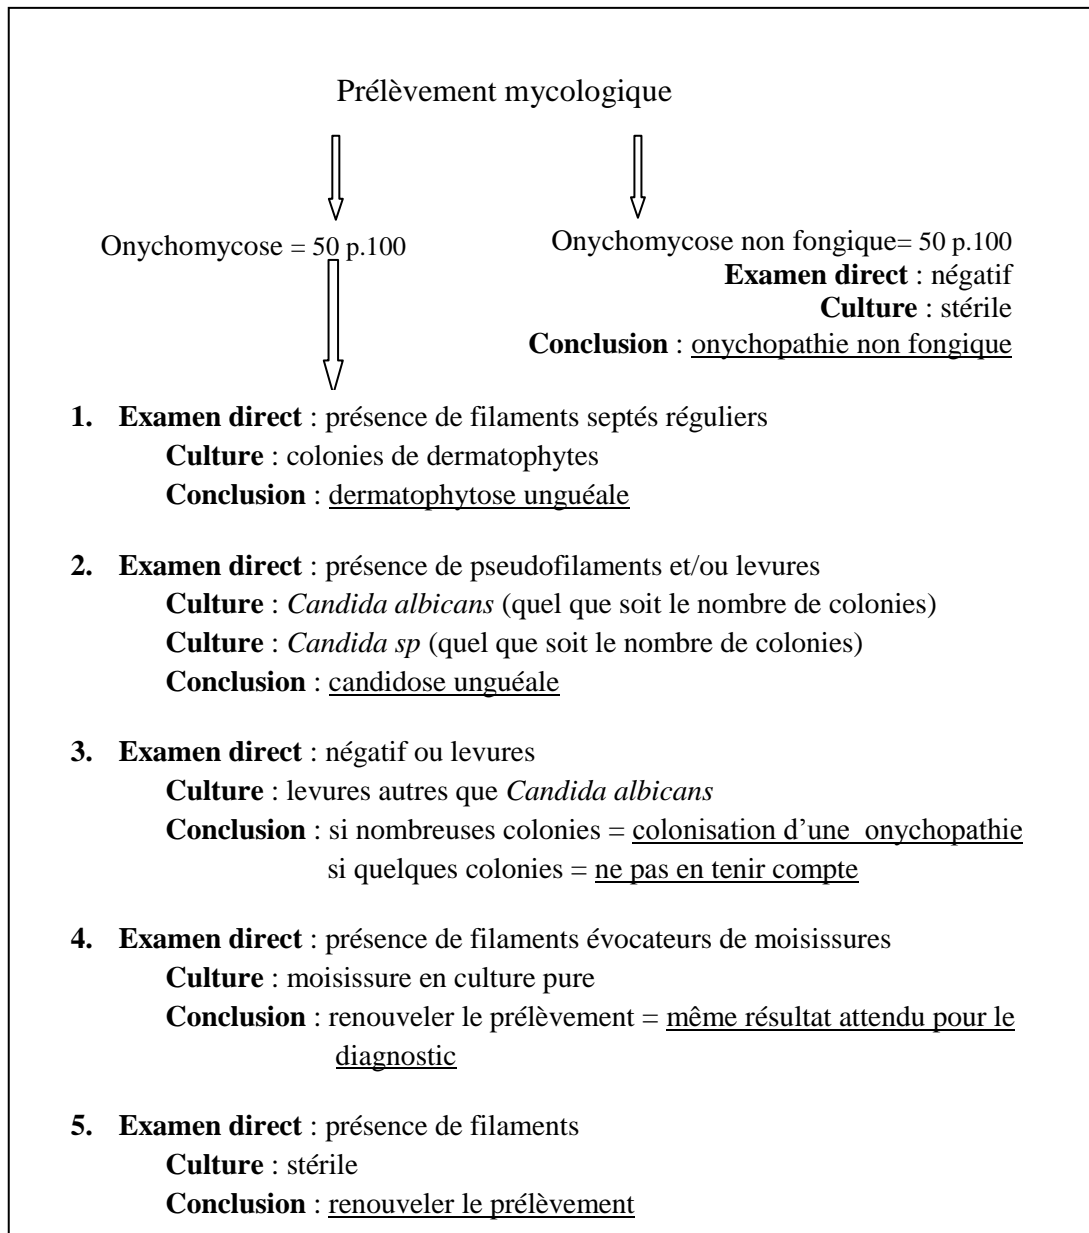 Prélèvement mycologique
Onychomycose = 50 p.100
Onychomycose non fongique= 50 p.100
Examen direct : négatif
Culture : stérile
Conclusion : onychopathie non fongique
1. Examen direct : présence de filaments septés réguliers
Culture : colonies de dermatophytes
Conclusion : dermatophytose unguéale
2. Examen direct : présence de pseudofilaments et/ou levures
Culture : Candida albicans (quel que soit le nombre de colonies)
Culture : Candida sp (quel que soit le nombre de colonies)
Conclusion : candidose unguéale
3. Examen direct : négatif ou levures
Culture : levures autres que Candida albicans
Conclusion : si nombreuses colonies = colonisation d’une onychopathie
si quelques colonies = ne pas en tenir compte
4. Examen direct : présence de filaments évocateurs de moisissures
Culture : moisissure en culture pure
Conclusion : renouveler le prélèvement = même résultat attendu pour le
diagnostic
5. Examen direct : présence de filaments
Culture : stérile
Conclusion : renouveler le prélèvement